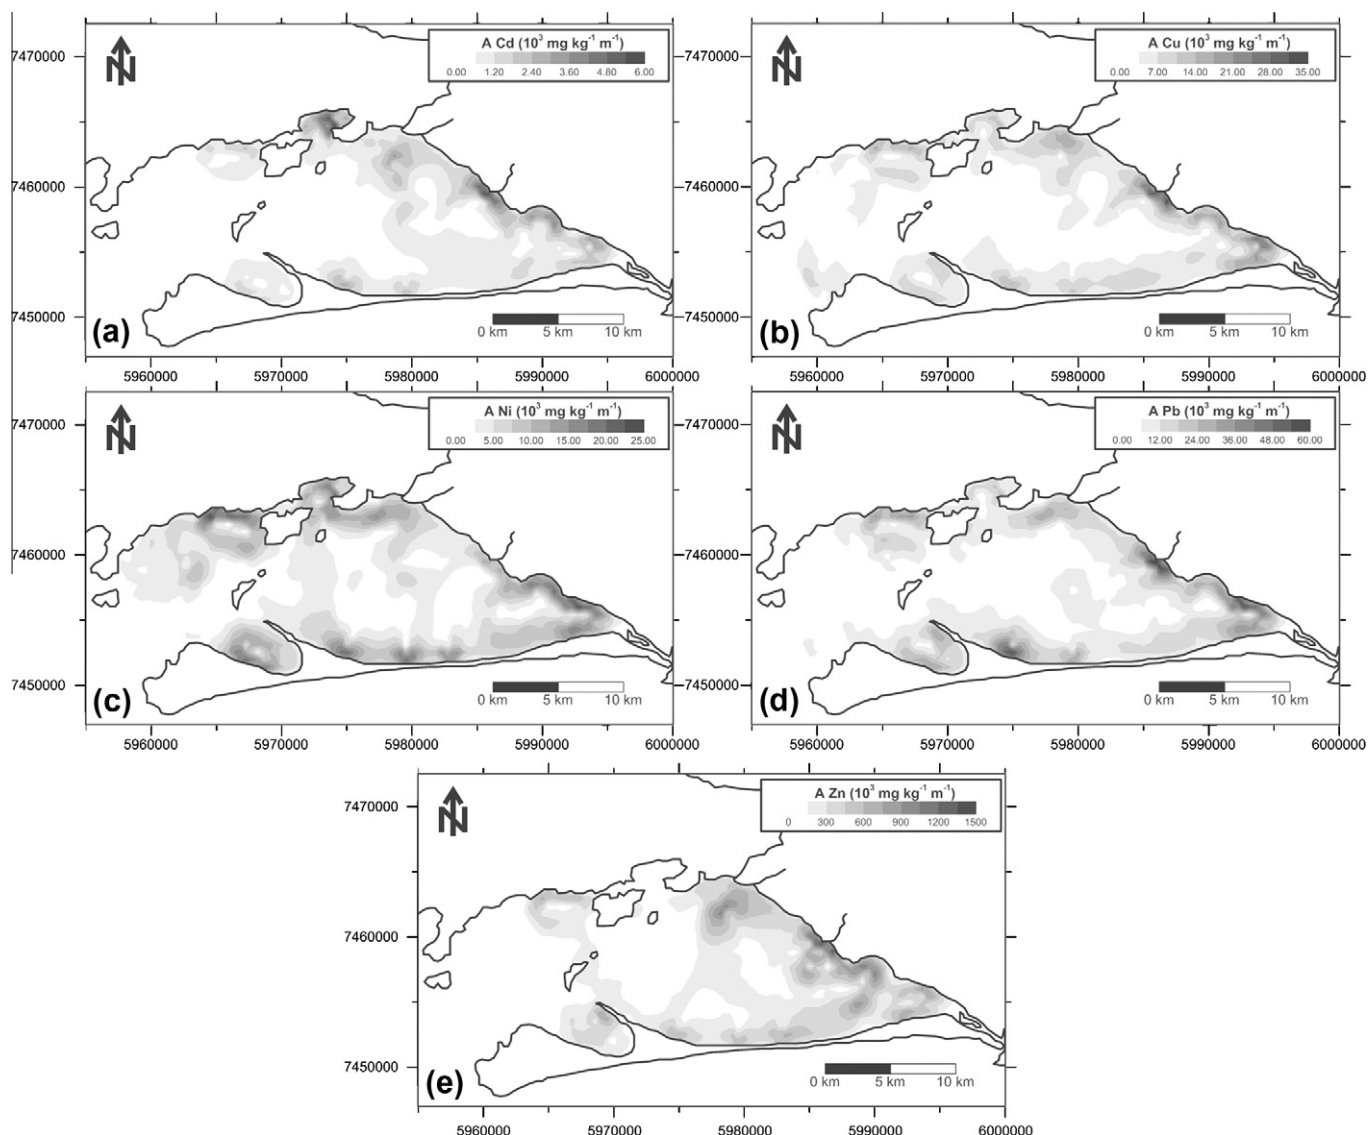 A Cd (10³ mg kg⁻¹ m⁻¹)
0.00 1.20 2.40 3.60 4.80 6.00
7470000
7460000
7450000
N
(a)
0 km 5 km 10 km
5960000 5970000 5980000 5990000 6000000
A Cu (10³ mg kg⁻¹ m⁻¹)
0.00 7.00 14.00 21.00 28.00 35.00
7470000
7460000
7450000
N
(b)
0 km 5 km 10 km
5960000 5970000 5980000 5990000 6000000
A Ni (10³ mg kg⁻¹ m⁻¹)
0.00 5.00 10.00 15.00 20.00 25.00
7470000
7460000
7450000
N
(c)
0 km 5 km 10 km
5960000 5970000 5980000 5990000 6000000
A Pb (10³ mg kg⁻¹ m⁻¹)
0.00 12.00 24.00 36.00 48.00 60.00
7470000
7460000
7450000
N
(d)
0 km 5 km 10 km
5960000 5970000 5980000 5990000 6000000
A Zn (10³ mg kg⁻¹ m⁻¹)
0 300 600 900 1200 1500
7470000
7460000
7450000
N
(e)
0 km 5 km 10 km
5960000 5970000 5980000 5990000 6000000